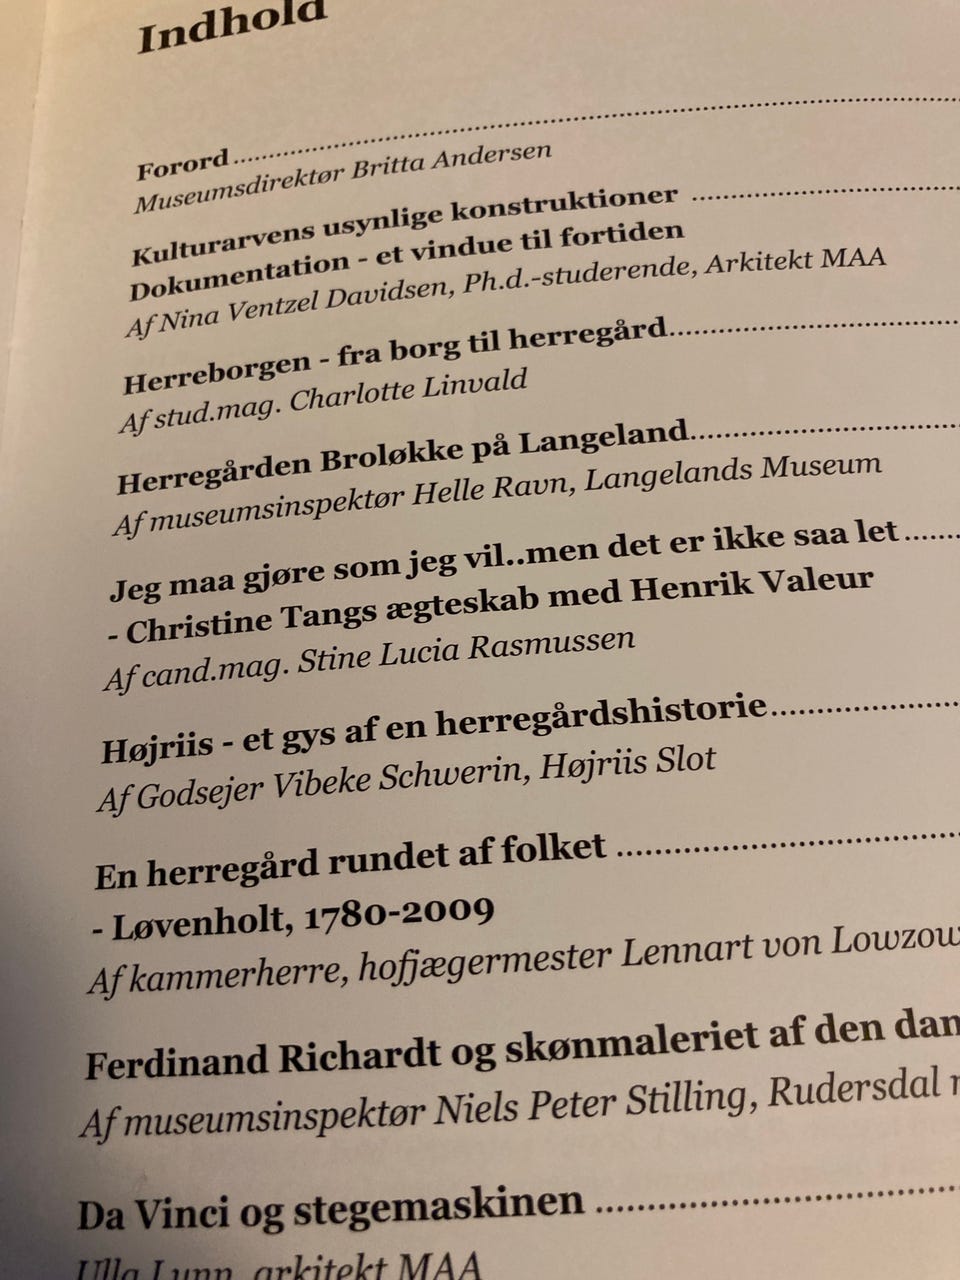 Indhold
Forord
Museumsdirektør Britta Andersen
Kulturarvens usynlige konstruktioner
Dokumentation - et vindue til fortiden
Af Nina Ventzel Davidsen, Ph.d.-studerende, Arkitekt MAA
Herreborgen - fra borg til herregård
Af stud.mag. Charlotte Linvald
Herregården Broløkke på Langeland
Af museumsinspektør Helle Ravn, Langelands Museum
Jeg maa gjøre som jeg vil..men det er ikke saa let
- Christine Tangs ægteskab med Henrik Valeur
Af cand.mag. Stine Lucia Rasmussen
Højriis - et gys af en herregårdshistorie
Af Godsejer Vibeke Schwerin, Højriis Slot
En herregård rundet af folket
- Løvenholt, 1780-2009
Af kammerherre, hofjægermester Lennart von Lowzow
Ferdinand Richardt og skønmaleriet af den dan
Af museumsinspektør Niels Peter Stilling, Rudersdal
Da Vinci og stegemaskinen
Ulla Lunn, arkitekt MAA